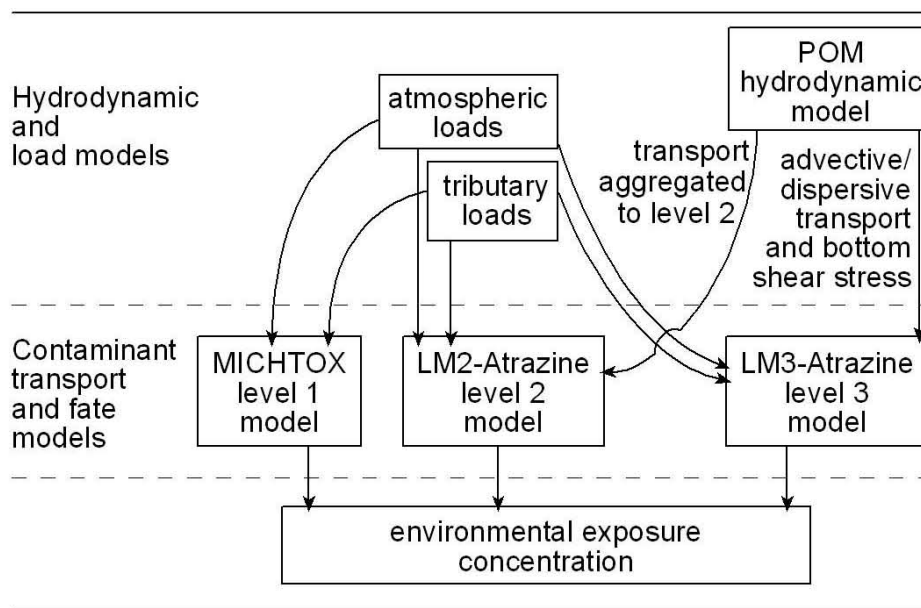 Hydrodynamic
and
load models
atmospheric
loads
tributary
loads
POM
hydrodynamic
model
transport
aggregated
to level 2
advective/
dispersive
transport
and bottom
shear stress
Contaminant
transport
and fate
models
MICHTOX
level 1
model
LM2-Atrazine
level 2
model
LM3-Atrazine
level 3
model
environmental exposure
concentration